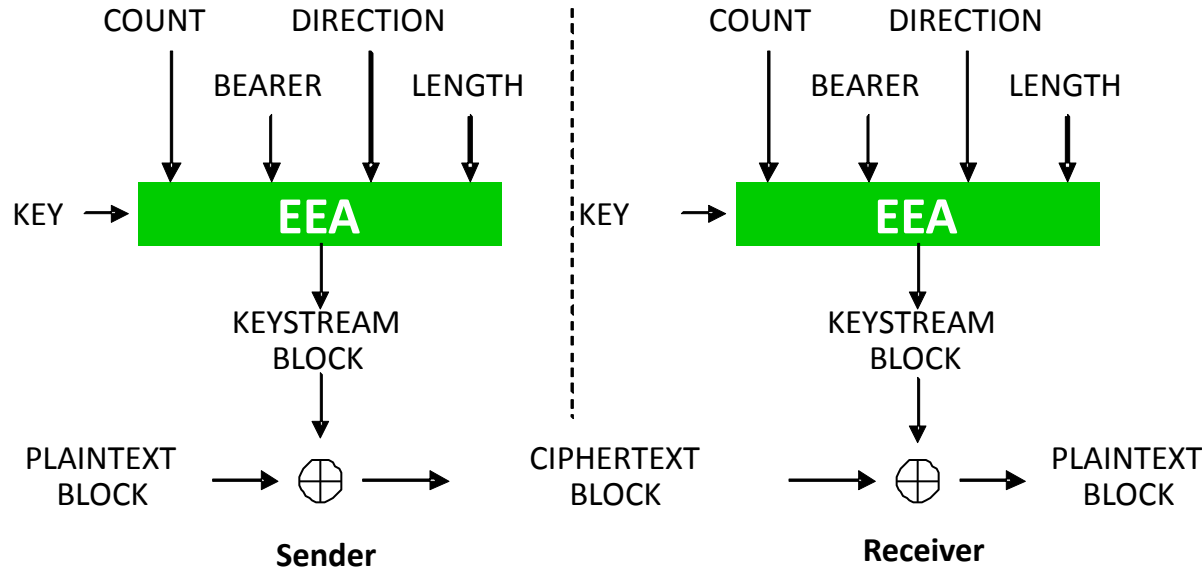 COUNT DIRECTION COUNT DIRECTION
BEARER LENGTH BEARER LENGTH
KEY EEA KEY EEA
KEYSTREAM KEYSTREAM
BLOCK BLOCK
PLAINTEXT CIPHERTEXT PLAINTEXT
BLOCK BLOCK BLOCK
Sender Receiver